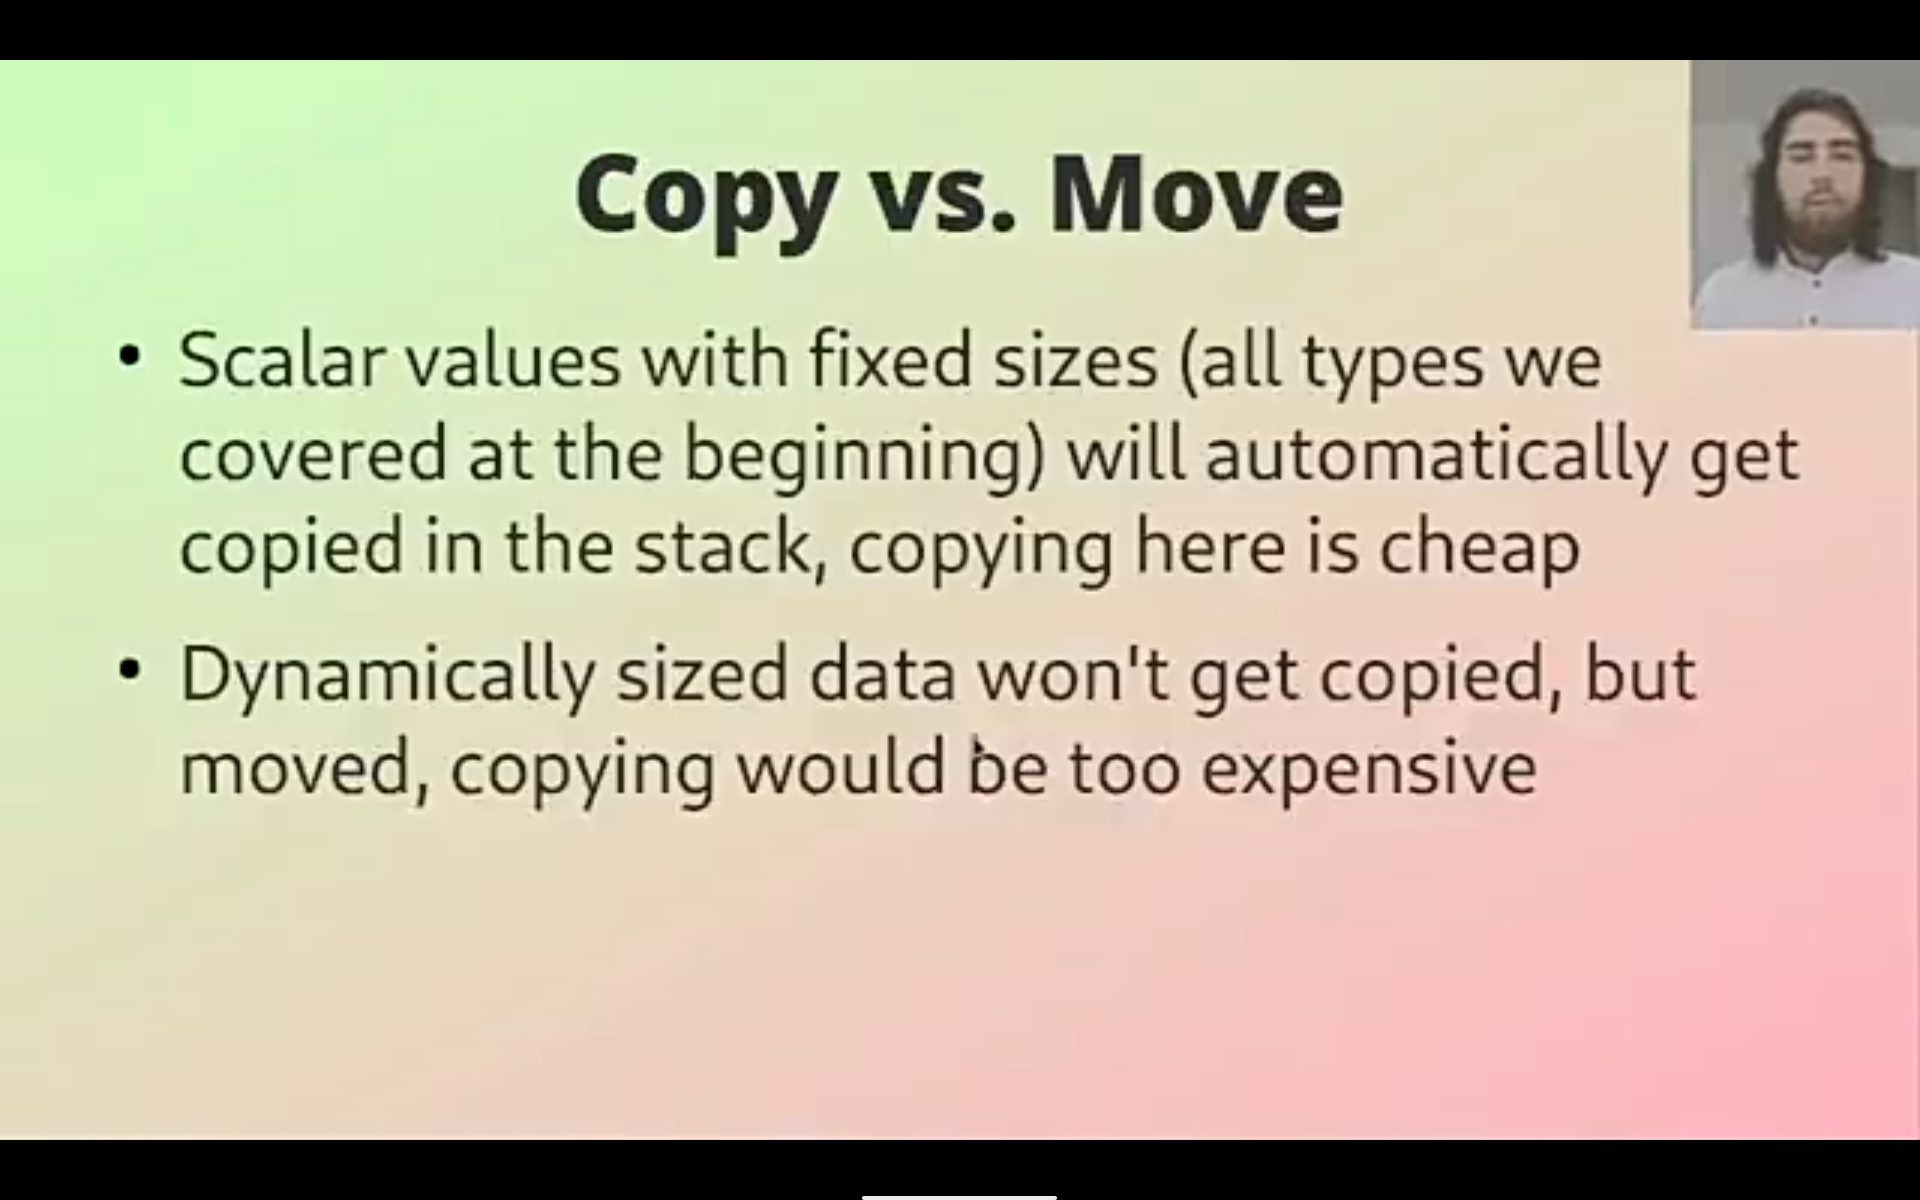 Copy vs. Move
• Scalar values with fixed sizes (all types we
covered at the beginning) will automatically get
copied in the stack, copying here is cheap
• Dynamically sized data won't get copied, but
moved, copying would be too expensive